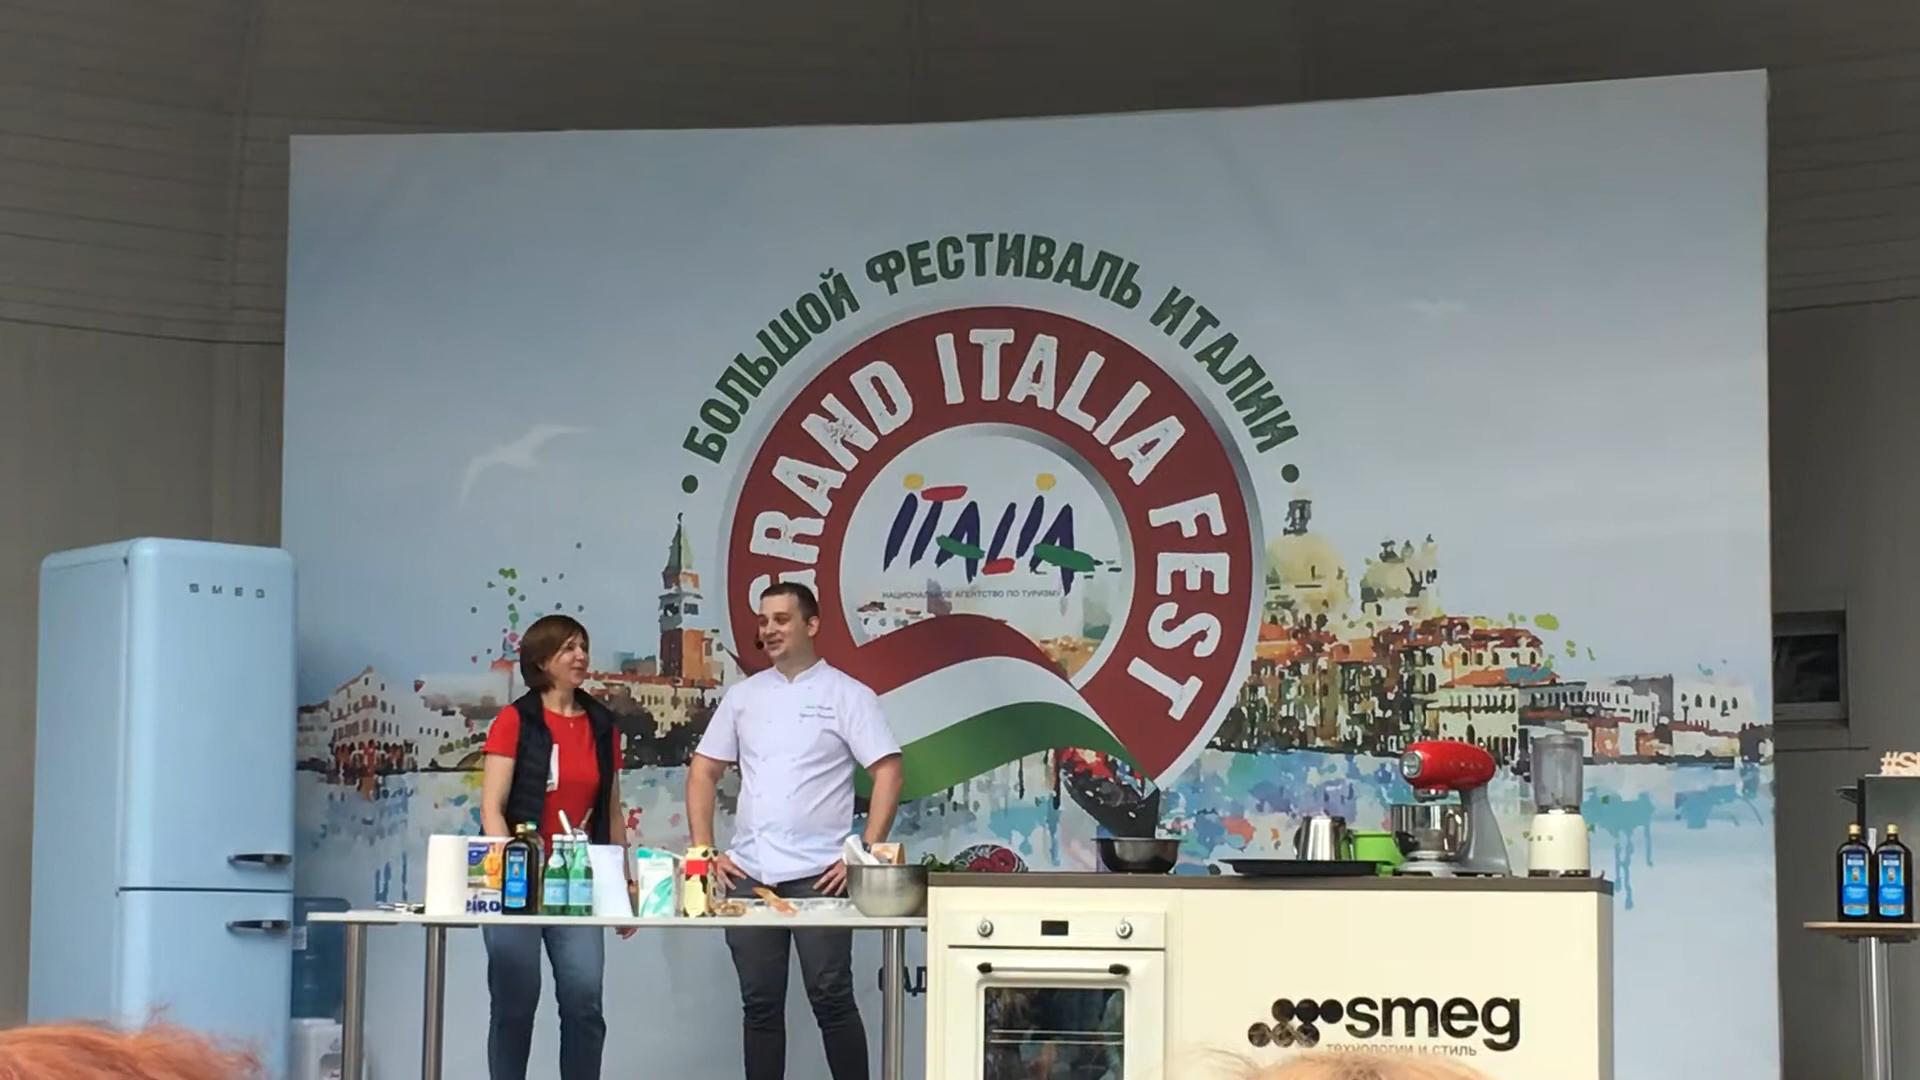 • БОЛЬШОЙ ФЕСТИВАЛЬ ИТАЛИИ •
GRAND ITALIA FEST
ITALIA
НАЦИОНАЛЬНОЕ АГЕНТСТВО ПО ТУРИЗМУ
SMEG
smeg
технологии и стиль